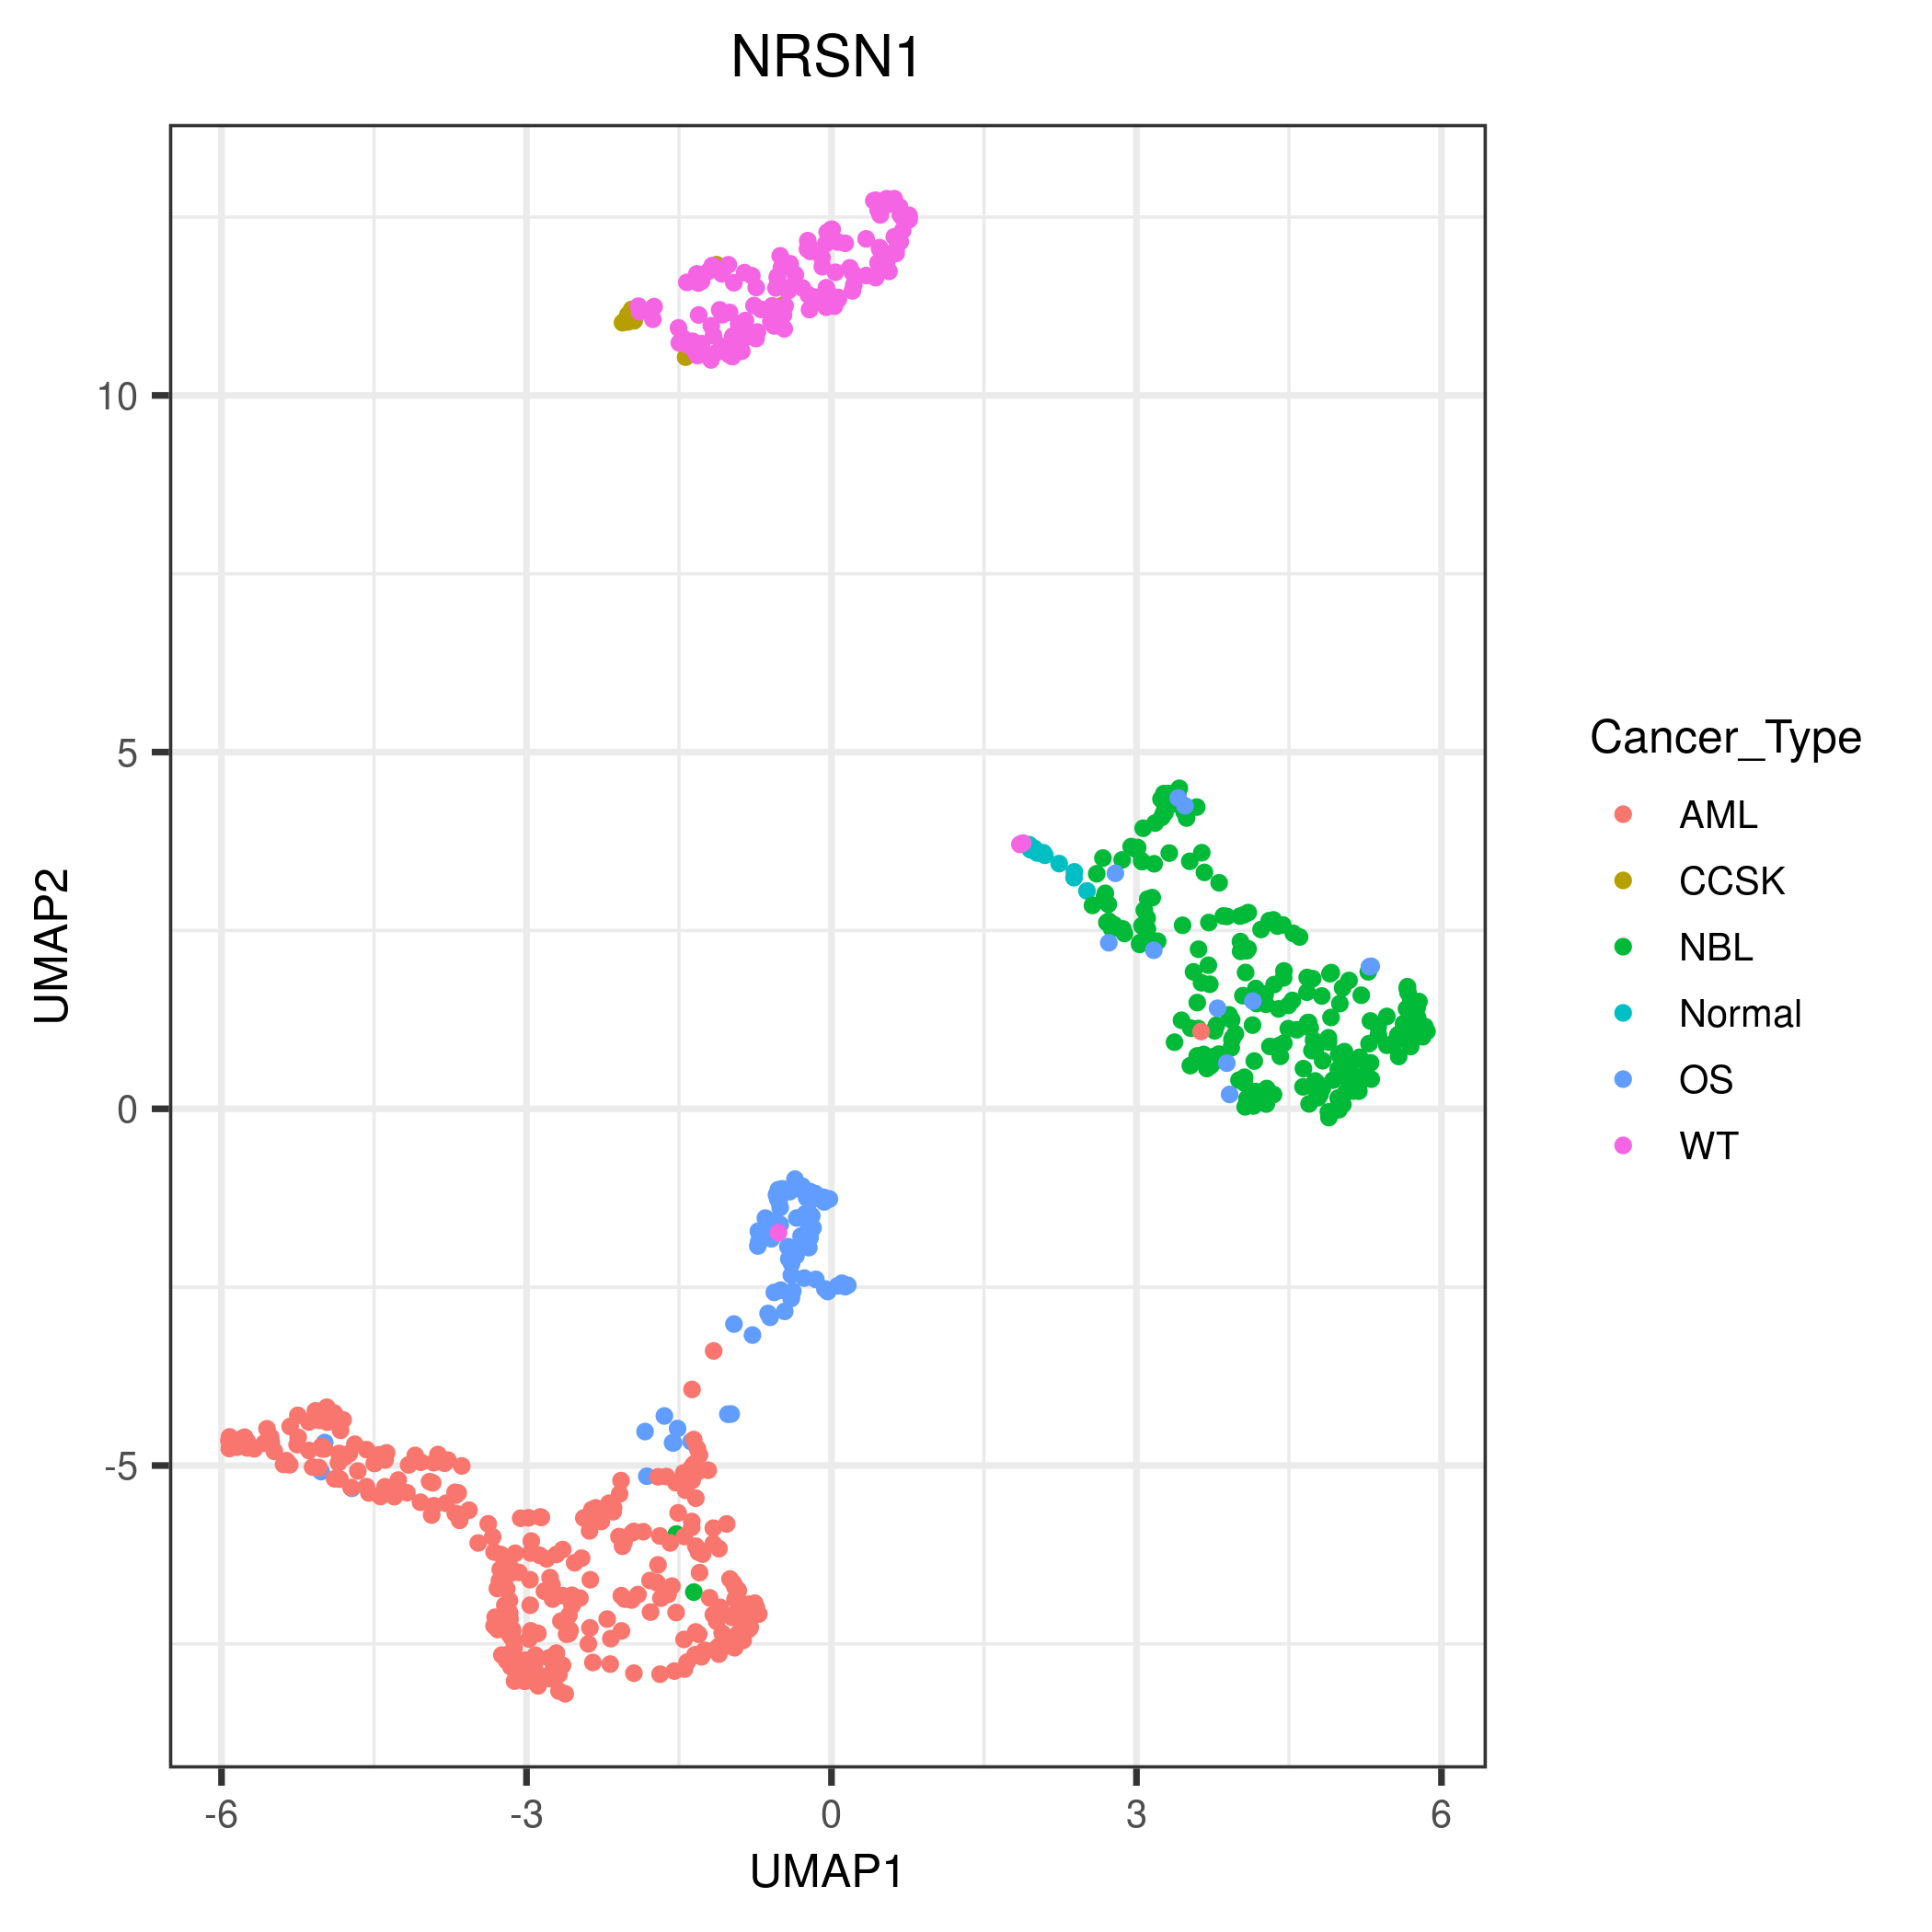 NRSN1
10
5
0
-5
UMAP2
-6
-3
0
3
6
UMAP1
Cancer_Type
AML
CCSK
NBL
Normal
OS
WT